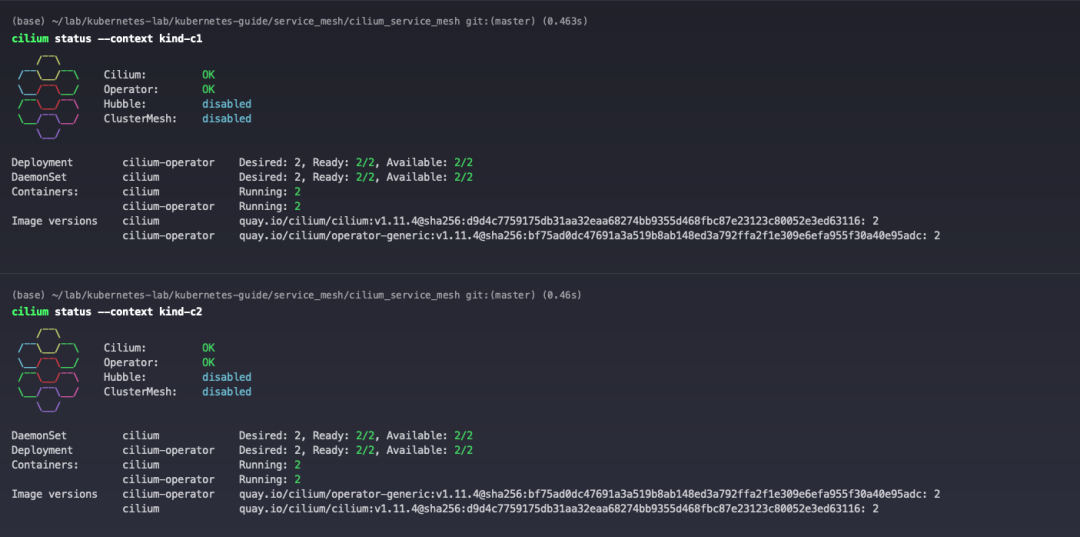 (base) ~/lab/kubernetes-lab/kubernetes-guide/service_mesh/cilium_service_mesh git:(master) (0.463s)
cilium status --context kind-c1
Cilium: OK
Operator: OK
Hubble: disabled
ClusterMesh: disabled
Deployment cilium-operator Desired: 2, Ready: 2/2, Available: 2/2
DaemonSet cilium Desired: 2, Ready: 2/2, Available: 2/2
Containers: cilium Running: 2
cilium-operator Running: 2
Image versions cilium quay.io/cilium/cilium:v1.11.4@sha256:d9d4c7759175db31aa32eaa68274bb9355d468fbc87e23123c80052e3ed63116: 2
cilium-operator quay.io/cilium/operator-generic:v1.11.4@sha256:bf75ad0dc47691a3a519b8ab148ed3a792ffa2f1e309e6efa955f30a40e95adc: 2
(base) ~/lab/kubernetes-lab/kubernetes-guide/service_mesh/cilium_service_mesh git:(master) (0.46s)
cilium status --context kind-c2
Cilium: OK
Operator: OK
Hubble: disabled
ClusterMesh: disabled
DaemonSet cilium Desired: 2, Ready: 2/2, Available: 2/2
Deployment cilium-operator Desired: 2, Ready: 2/2, Available: 2/2
Containers: cilium Running: 2
cilium-operator Running: 2
Image versions cilium-operator quay.io/cilium/operator-generic:v1.11.4@sha256:bf75ad0dc47691a3a519b8ab148ed3a792ffa2f1e309e6efa955f30a40e95adc: 2
cilium quay.io/cilium/cilium:v1.11.4@sha256:d9d4c7759175db31aa32eaa68274bb9355d468fbc87e23123c80052e3ed63116: 2